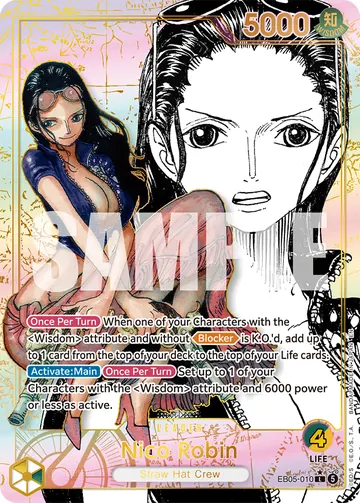 5000
知
WISDOM
SAMPLE
Once Per Turn When one of your Characters with the
<Wisdom> attribute and without Blocker is K.O.'d, add up
to 1 card from the top of your deck to the top of your Life cards.
Activate:Main Once Per Turn Set up to 1 of your
Characters with the <Wisdom> attribute and 6000 power
or less as active.
LEADER
Nico Robin
Straw Hat Crew
4
LIFE
EB05-010 L 5